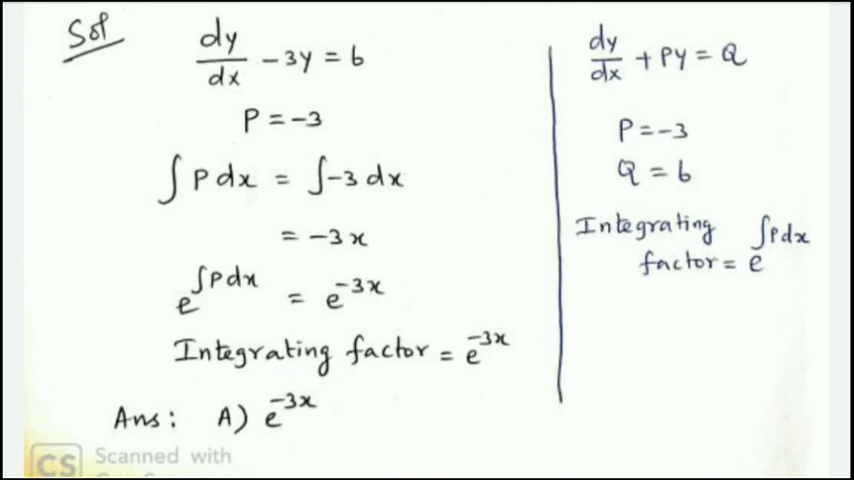 Sol
dy/dx - 3y = 6
P = -3
∫ P dx = ∫ -3 dx
= -3x
e^∫Pdx = e^-3x
Integrating factor = e^-3x
Ans: A) e^-3x
dy/dx + Py = Q
P = -3
Q = 6
Integrating
factor = e^∫Pdx
CS Scanned with